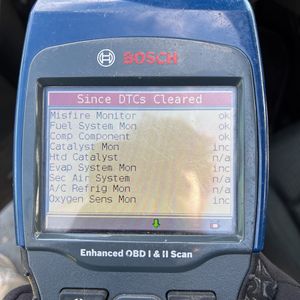 BOSCH
Since DTCs Cleared
Misfire Monitor ok
Fuel System Mon ok
Comp Component ok
Catalyst Mon inc
Htd Catalyst n/a
Evap System Mon inc
Sec Air System n/a
A/C Refrig Mon n/a
Oxygen Sens Mon inc
Enhanced OBD I & II Scan